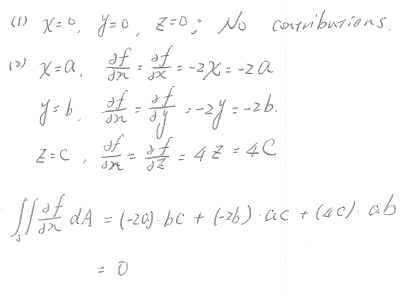 (1) x=0, y=0, z=0; No contributions.
(2) x=a, ∂f/∂n = ∂f/∂x = -2x = -2a
y=b, ∂f/∂n = ∂f/∂y = -2y = -2b.
z=c, ∂f/∂n = ∂f/∂z = 4z = 4c
∬_S ∂f/∂n dA = (-2a)·bc + (-2b)·ac + (4c)·ab
= 0